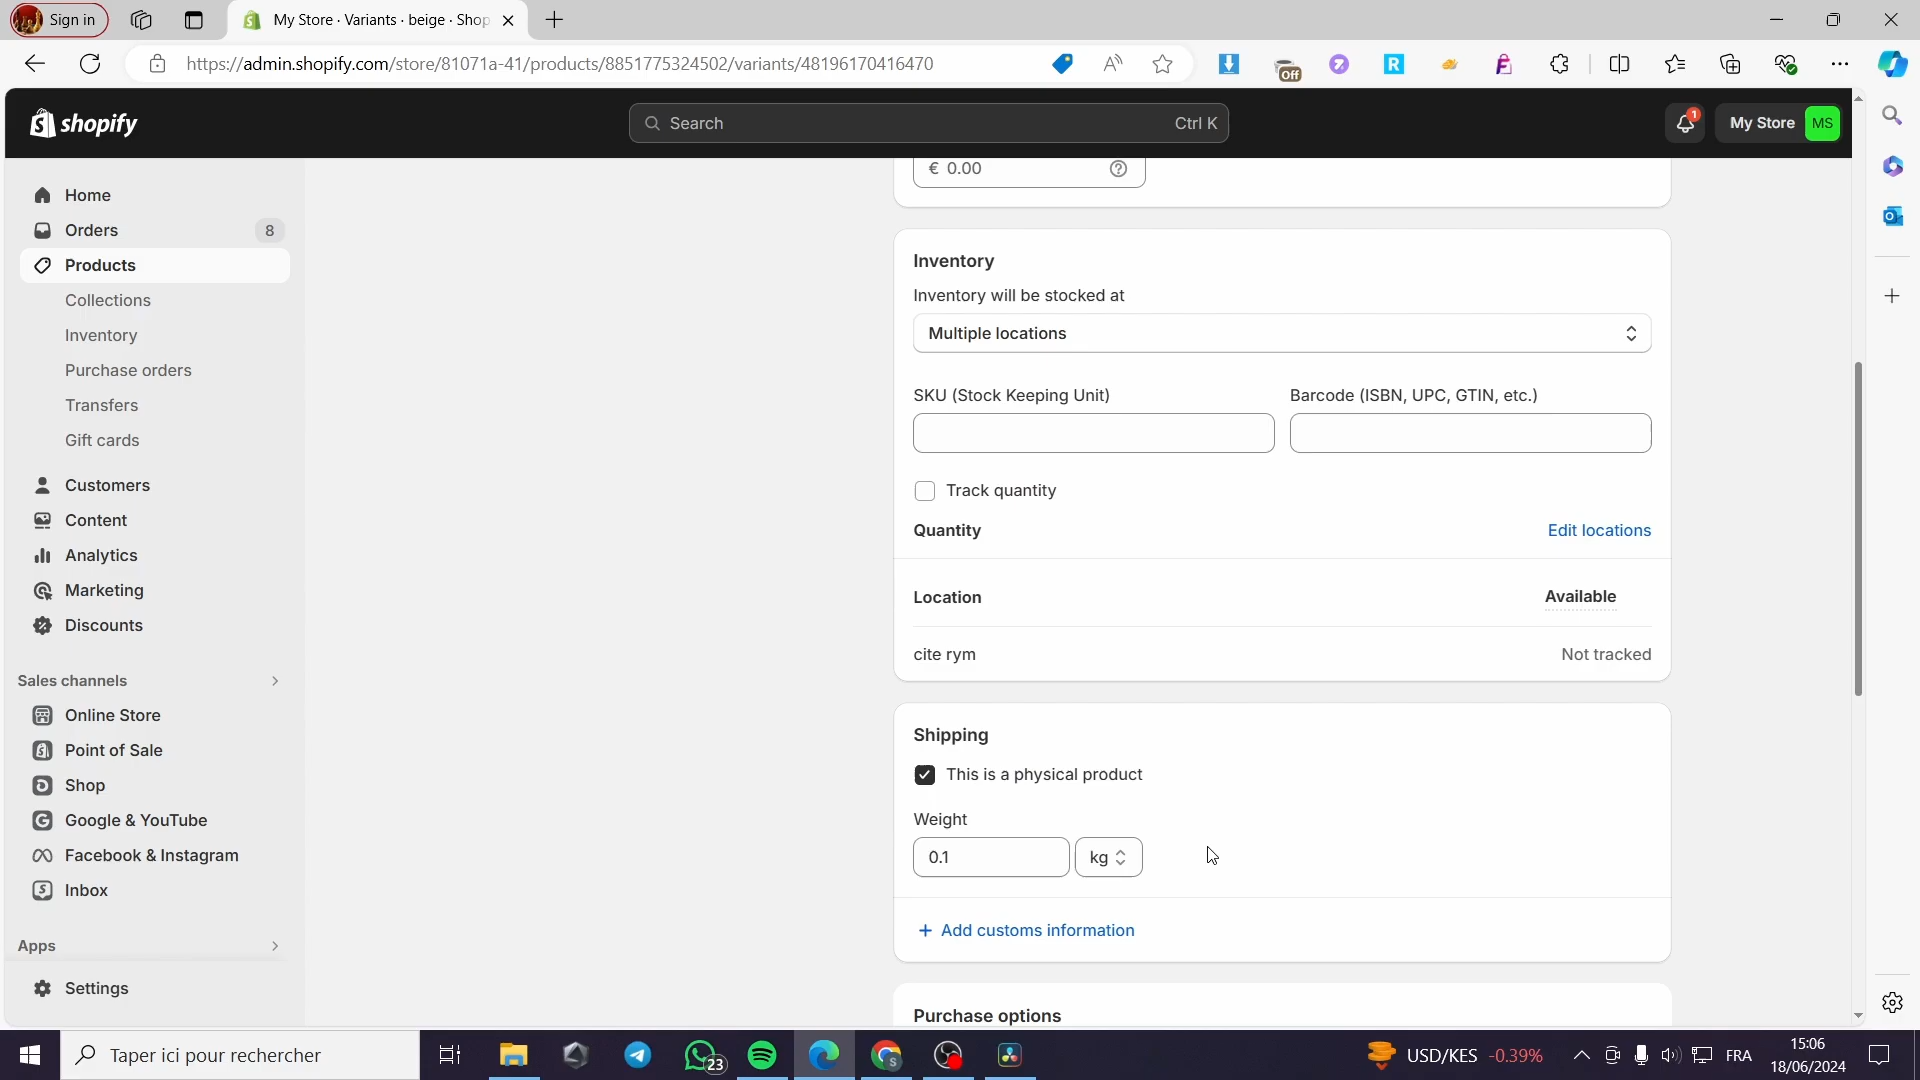 Sign in
My Store · Variants · beige · Shop
https://admin.shopify.com/store/81071a-41/products/8851775324502/variants/48196170416470
Off
shopify
Search
Ctrl K
1
My Store
MS
Home
Orders
8
Products
Collections
Inventory
Purchase orders
Transfers
Gift cards
Customers
Content
Analytics
Marketing
Discounts
Sales channels
Online Store
Point of Sale
Shop
Google & YouTube
Facebook & Instagram
Inbox
Apps
Settings
€ 0.00
Inventory
Inventory will be stocked at
Multiple locations
SKU (Stock Keeping Unit)
Barcode (ISBN, UPC, GTIN, etc.)
Track quantity
Quantity
Edit locations
Location
Available
cite rym
Not tracked
Shipping
This is a physical product
Weight
0.1
kg
+ Add customs information
Purchase options
Taper ici pour rechercher
23
USD/KES -0.39%
FRA
15:06
18/06/2024